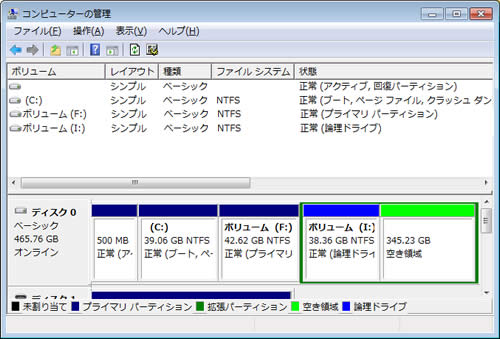 コンピューターの管理
ファイル(F) 操作(A) 表示(V) ヘルプ(H)
ボリューム レイアウト 種類 ファイル システム 状態
シンプル ベーシック 正常 (アクティブ, 回復パーティション)
(C:) シンプル ベーシック NTFS 正常 (ブート, ページ ファイル, クラッシュ ダン
ボリューム (F:) シンプル ベーシック NTFS 正常 (プライマリ パーティション)
ボリューム (I:) シンプル ベーシック NTFS 正常 (論理ドライブ)
ディスク 0
ベーシック
465.76 GB
オンライン
500 MB
正常 (ア
(C:)
39.06 GB NTFS
正常 (ブート, ペ
ボリューム (F:)
42.62 GB NTFS
正常 (プライマリ
ボリューム (I:)
38.36 GB NTFS
正常 (論理ドライ
345.23 GB
空き領域
ディスク 1
未割り当て プライマリ パーティション 拡張パーティション 空き領域 論理ドライブ